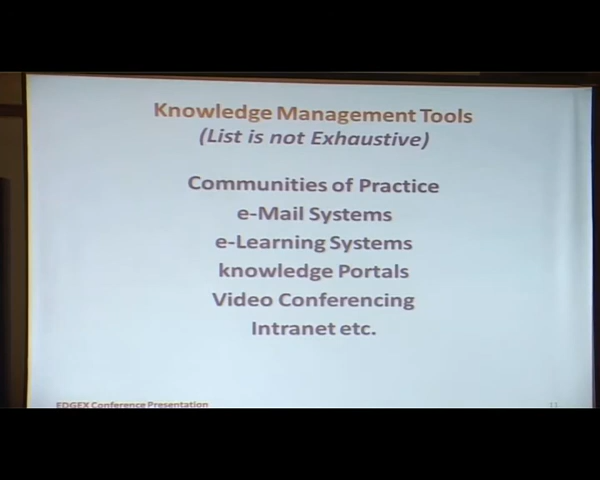 Knowledge Management Tools
(List is not Exhaustive)
Communities of Practice
e-Mail Systems
e-Learning Systems
knowledge Portals
Video Conferencing
Intranet etc.
EDGEX Conference Presentation
11